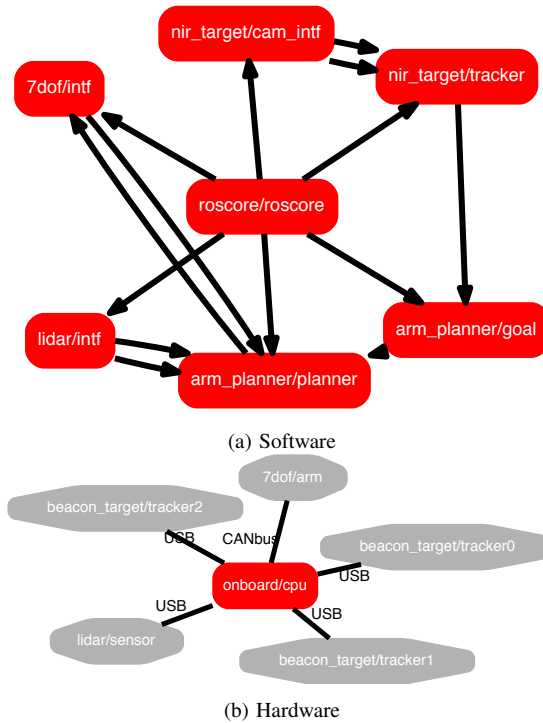 nir_target/cam_intf
nir_target/tracker
7dof/intf
roscore/roscore
lidar/intf
arm_planner/goal
arm_planner/planner
(a) Software
7dof/arm
beacon_target/tracker2
USB
CANbus
beacon_target/tracker0
USB
onboard/cpu
USB
USB
lidar/sensor
beacon_target/tracker1
(b) Hardware